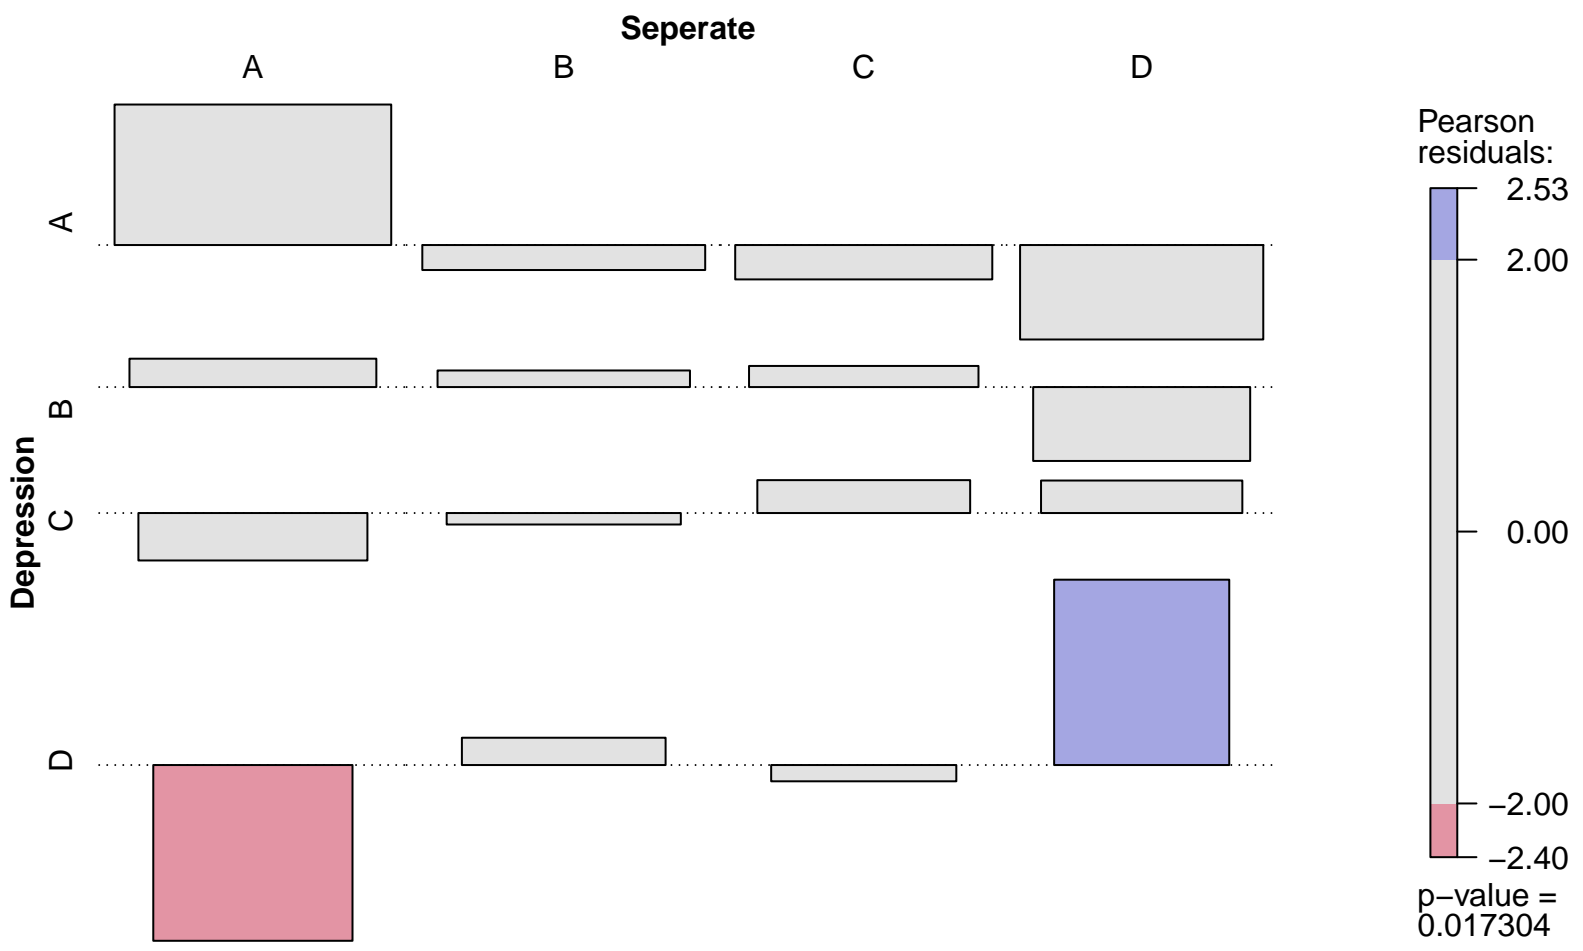 Seperate
A
B
C
D
Depression
A
B
C
D
Pearson
residuals:
2.53
2.00
0.00
−2.00
−2.40
p−value =
0.017304